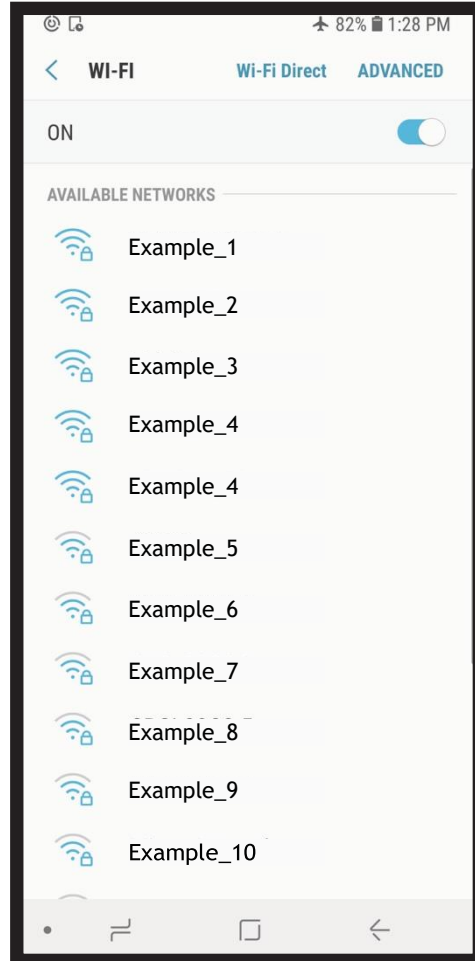 82% 1:28 PM
WI-FI Wi-Fi Direct ADVANCED
ON
AVAILABLE NETWORKS
Example_1
Example_2
Example_3
Example_4
Example_4
Example_5
Example_6
Example_7
Example_8
Example_9
Example_10